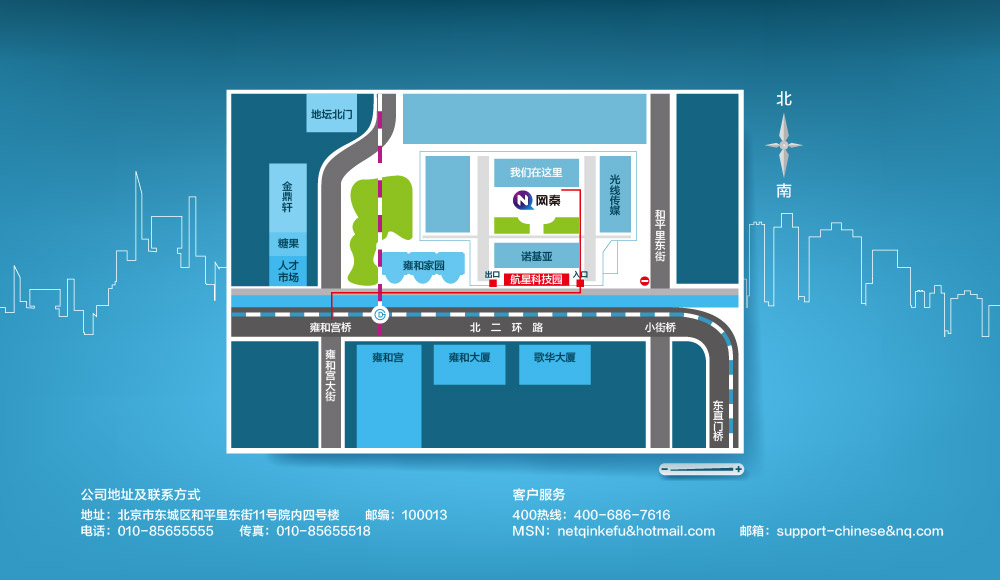 北
南
地坛北门
金鼎轩
糖果
人才
市场
我们在这里
N 网秦
光线传媒
和平里东街
诺基亚
雍和家园
出口
航星科技园
入口
雍和宫桥
北二环路
小街桥
雍和宫大街
雍和宫
雍和大厦
歌华大厦
东直门桥
公司地址及联系方式
地址：北京市东城区和平里东街11号院内四号楼 邮编：100013
电话：010-85655555 传真：010-85655518
客户服务
400热线：400-686-7616
MSN：netqinkefu&hotmail.com 邮箱：support-chinese&nq.com